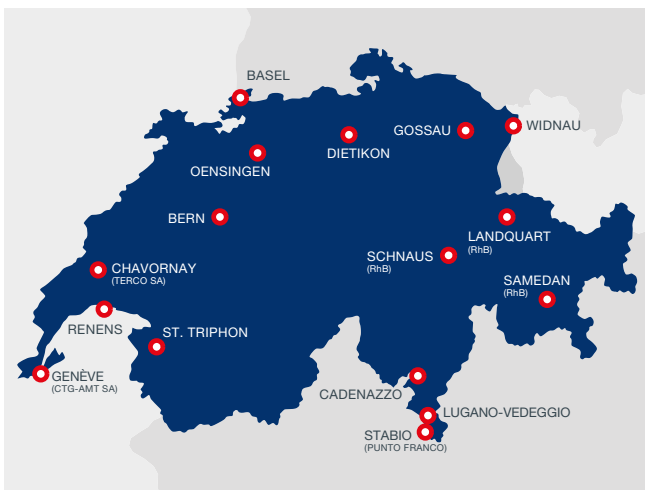 BASEL
GOSSAU
WIDNAU
DIETIKON
OENSINGEN
BERN
LANDQUART
(RhB)
SCHNAUS
(RhB)
CHAVORNAY
(TERCO SA)
SAMEDAN
(RhB)
RENENS
ST. TRIPHON
GENÈVE
(CTG-AMT SA)
CADENAZZO
LUGANO-VEDEGGIO
STABIO
(PUNTO FRANCO)